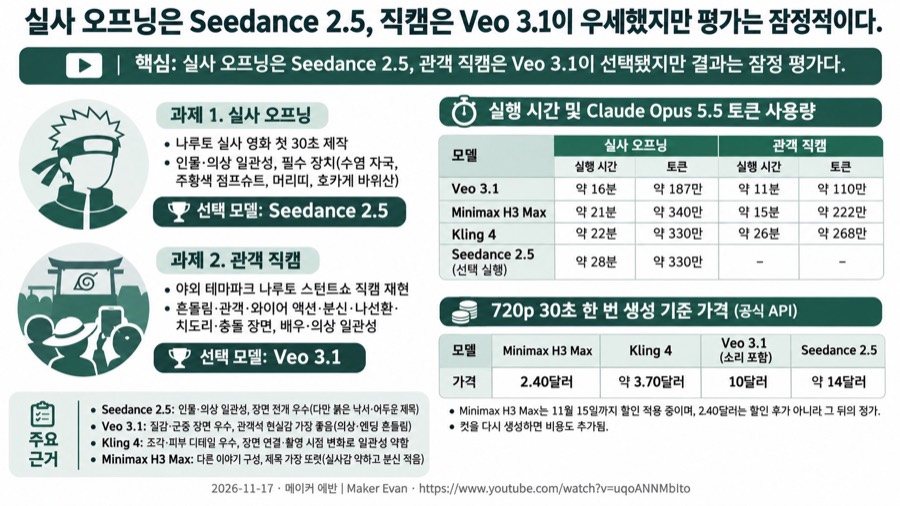 실사 오프닝은 Seedance 2.5, 직캠은 Veo 3.1이 우세했지만 평가는 잠정적이다.
핵심: 실사 오프닝은 Seedance 2.5, 관객 직캠은 Veo 3.1이 선택됐지만 결과는 잠정 평가다.
과제 1. 실사 오프닝
• 나루토 실사 영화 첫 30초 제작
• 인물·의상 일관성, 필수 장치(수염 자국,
주황색 점프슈트, 머리띠, 호카게 바위산)
선택 모델: Seedance 2.5
과제 2. 관객 직캠
• 야외 테마파크 나루토 스턴트쇼 직캠 재현
• 흔들림·관객·와이어 액션·분신·나선환·
치도리·충돌 장면, 배우·의상 일관성
선택 모델: Veo 3.1
주요
근거
• Seedance 2.5: 인물·의상 일관성, 장면 전개 우수(다만 붉은 낙서·어두운 제목)
• Veo 3.1: 질감·군중 장면 우수, 관객석 현실감 가장 좋음(의상·엔딩 흔들림)
• Kling 4: 조각·피부 디테일 우수, 장면 연결·촬영 시점 변화로 일관성 약함
• Minimax H3 Max: 다른 이야기 구성, 제목 가장 또렷(실사감 약하고 분신 적음)
실행 시간 및 Claude Opus 5.5 토큰 사용량
모델 실사 오프닝 관객 직캠
실행 시간 토큰 실행 시간 토큰
Veo 3.1 약 16분 약 187만 약 11분 약 110만
Minimax H3 Max 약 21분 약 340만 약 15분 약 222만
Kling 4 약 22분 약 330만 약 26분 약 268만
Seedance 2.5
(선택 실행) 약 28분 약 330만 – –
720p 30초 한 번 생성 기준 가격 (공식 API)
모델 Minimax H3 Max Kling 4 Veo 3.1
(소리 포함) Seedance 2.5
가격 2.40달러 약 3.70달러 10달러 약 14달러
• Minimax H3 Max는 11월 15일까지 할인 적용 중이며, 2.40달러는 할인 후가 아니라 그 뒤의 정가.
• 컷을 다시 생성하면 비용도 추가됨.
2026-11-17 · 메이커 에반 | Maker Evan · https://www.youtube.com/watch?v=uqoANNMbIto